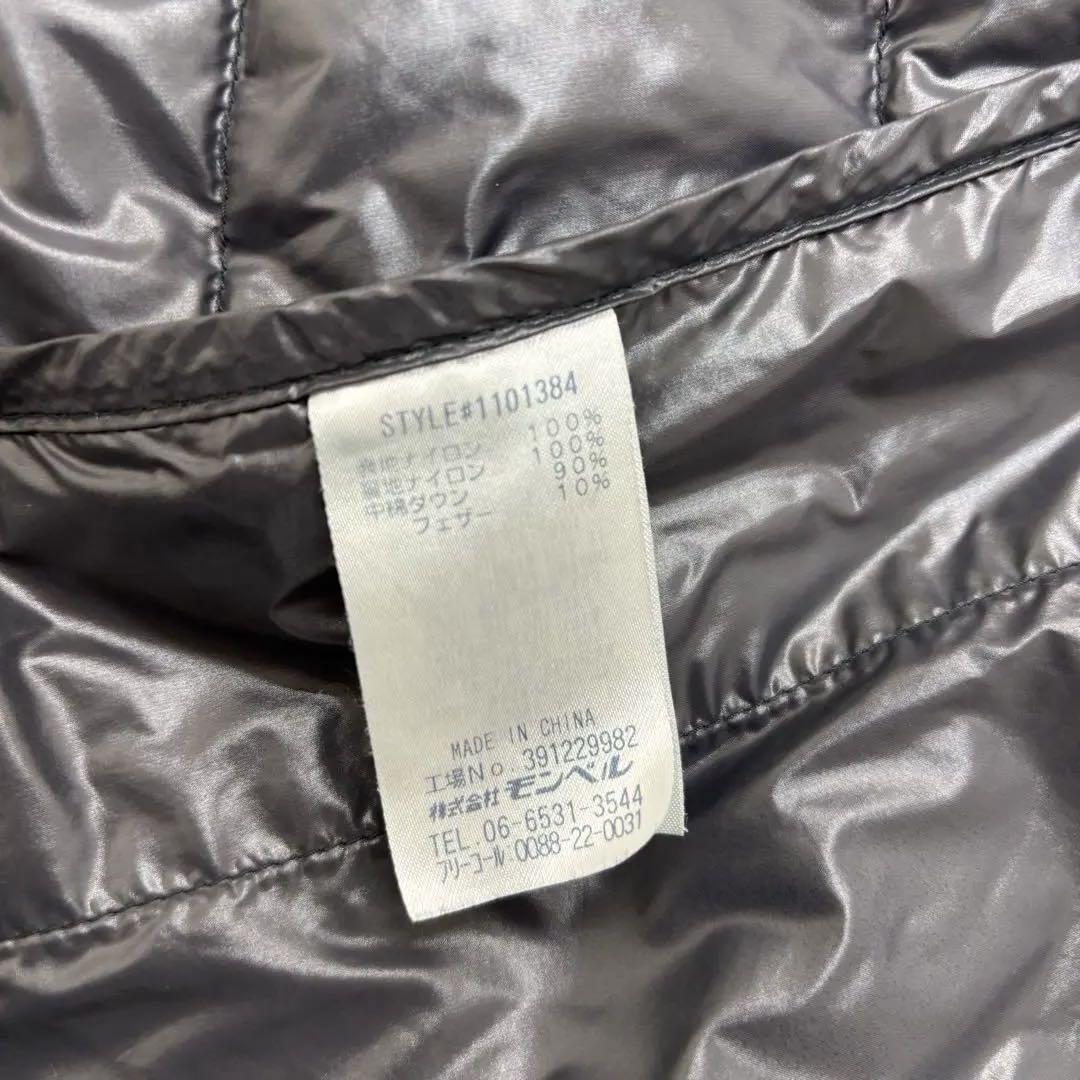 STYLE#1101384
表地ナイロン 100%
裏地ナイロン 100%
中綿ダウン 90%
フェザー 10%
MADE IN CHINA
工場No.391229982
株式会社 モンベル
TEL.06-6531-3544
フリーコール:0088-22-0031